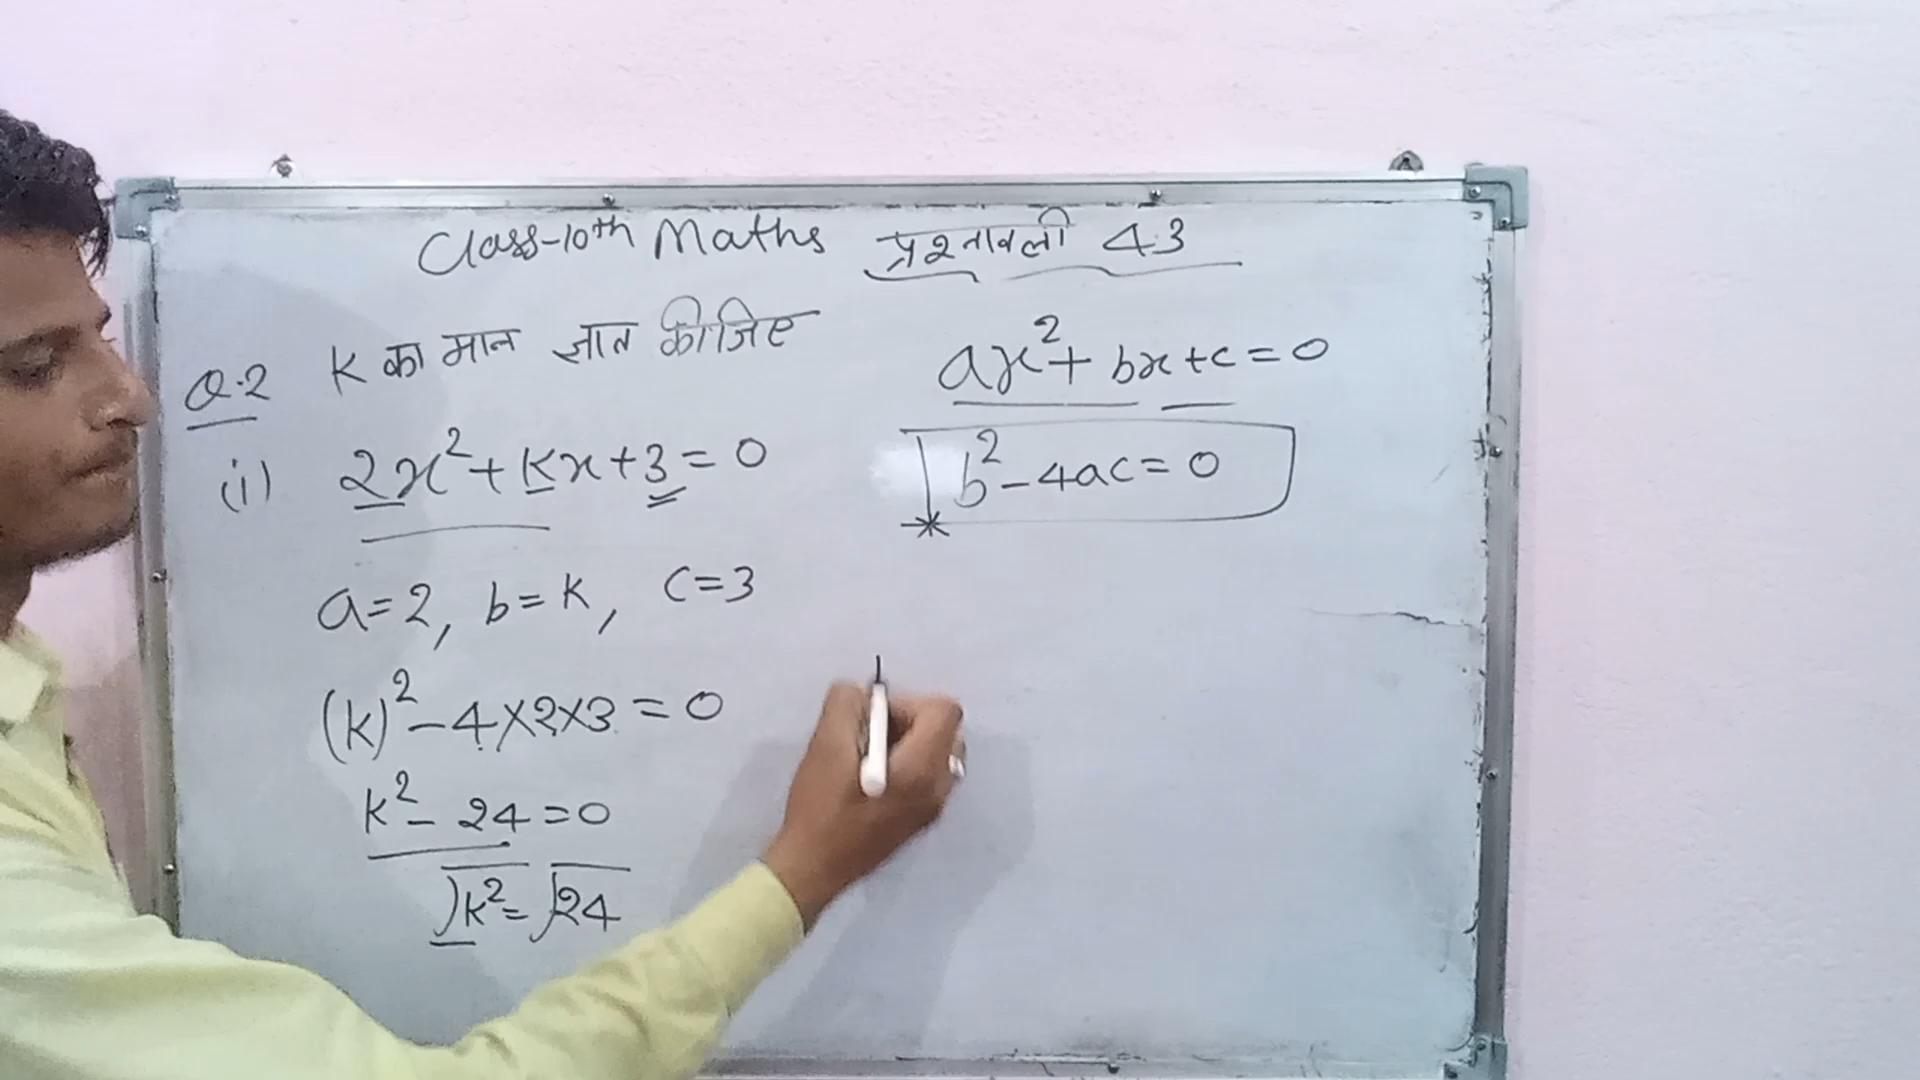 Class-10th Maths प्रश्नावली 4.3
Q.2 K का मान ज्ञात कीजिए
(i) 2x²+kx+3=0
a=2, b=k, c=3
(k)²-4×2×3=0
k²-24=0
√k²=√24
ax²+bx+c=0
b²-4ac=0